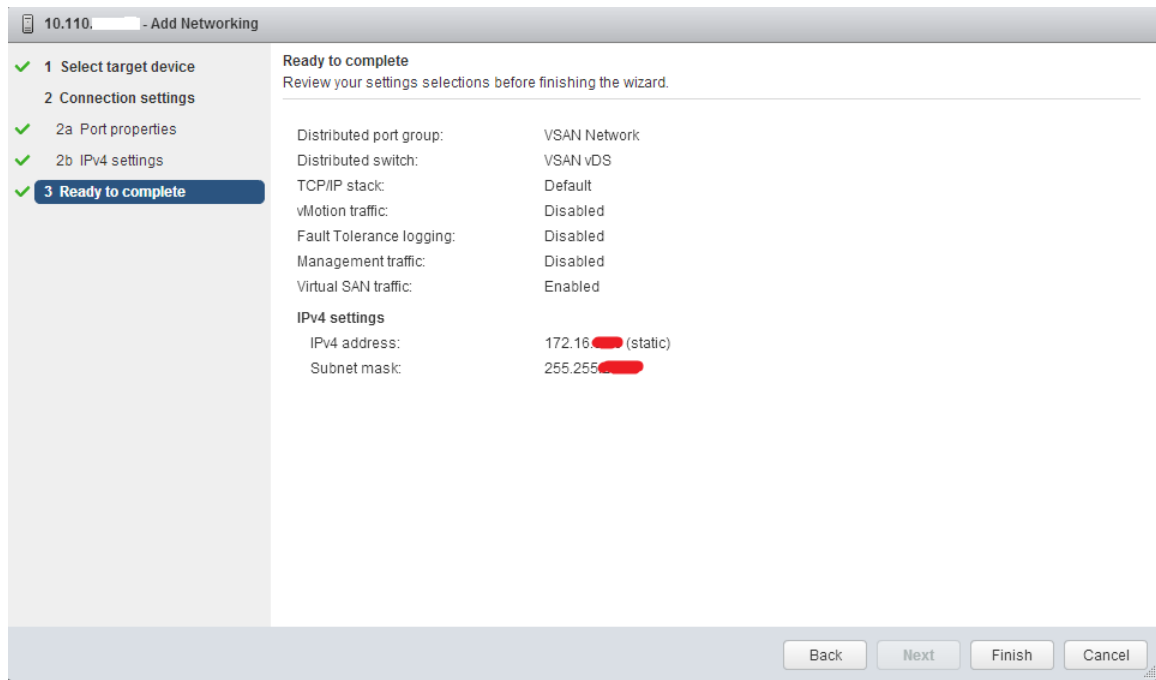 10.110. - Add Networking
1 Select target device
2 Connection settings
2a Port properties
2b IPv4 settings
3 Ready to complete
Ready to complete
Review your settings selections before finishing the wizard.
Distributed port group: VSAN Network
Distributed switch: VSAN vDS
TCP/IP stack: Default
vMotion traffic: Disabled
Fault Tolerance logging: Disabled
Management traffic: Disabled
Virtual SAN traffic: Enabled
IPv4 settings
IPv4 address: 172.16. (static)
Subnet mask: 255.255
Back Next Finish Cancel